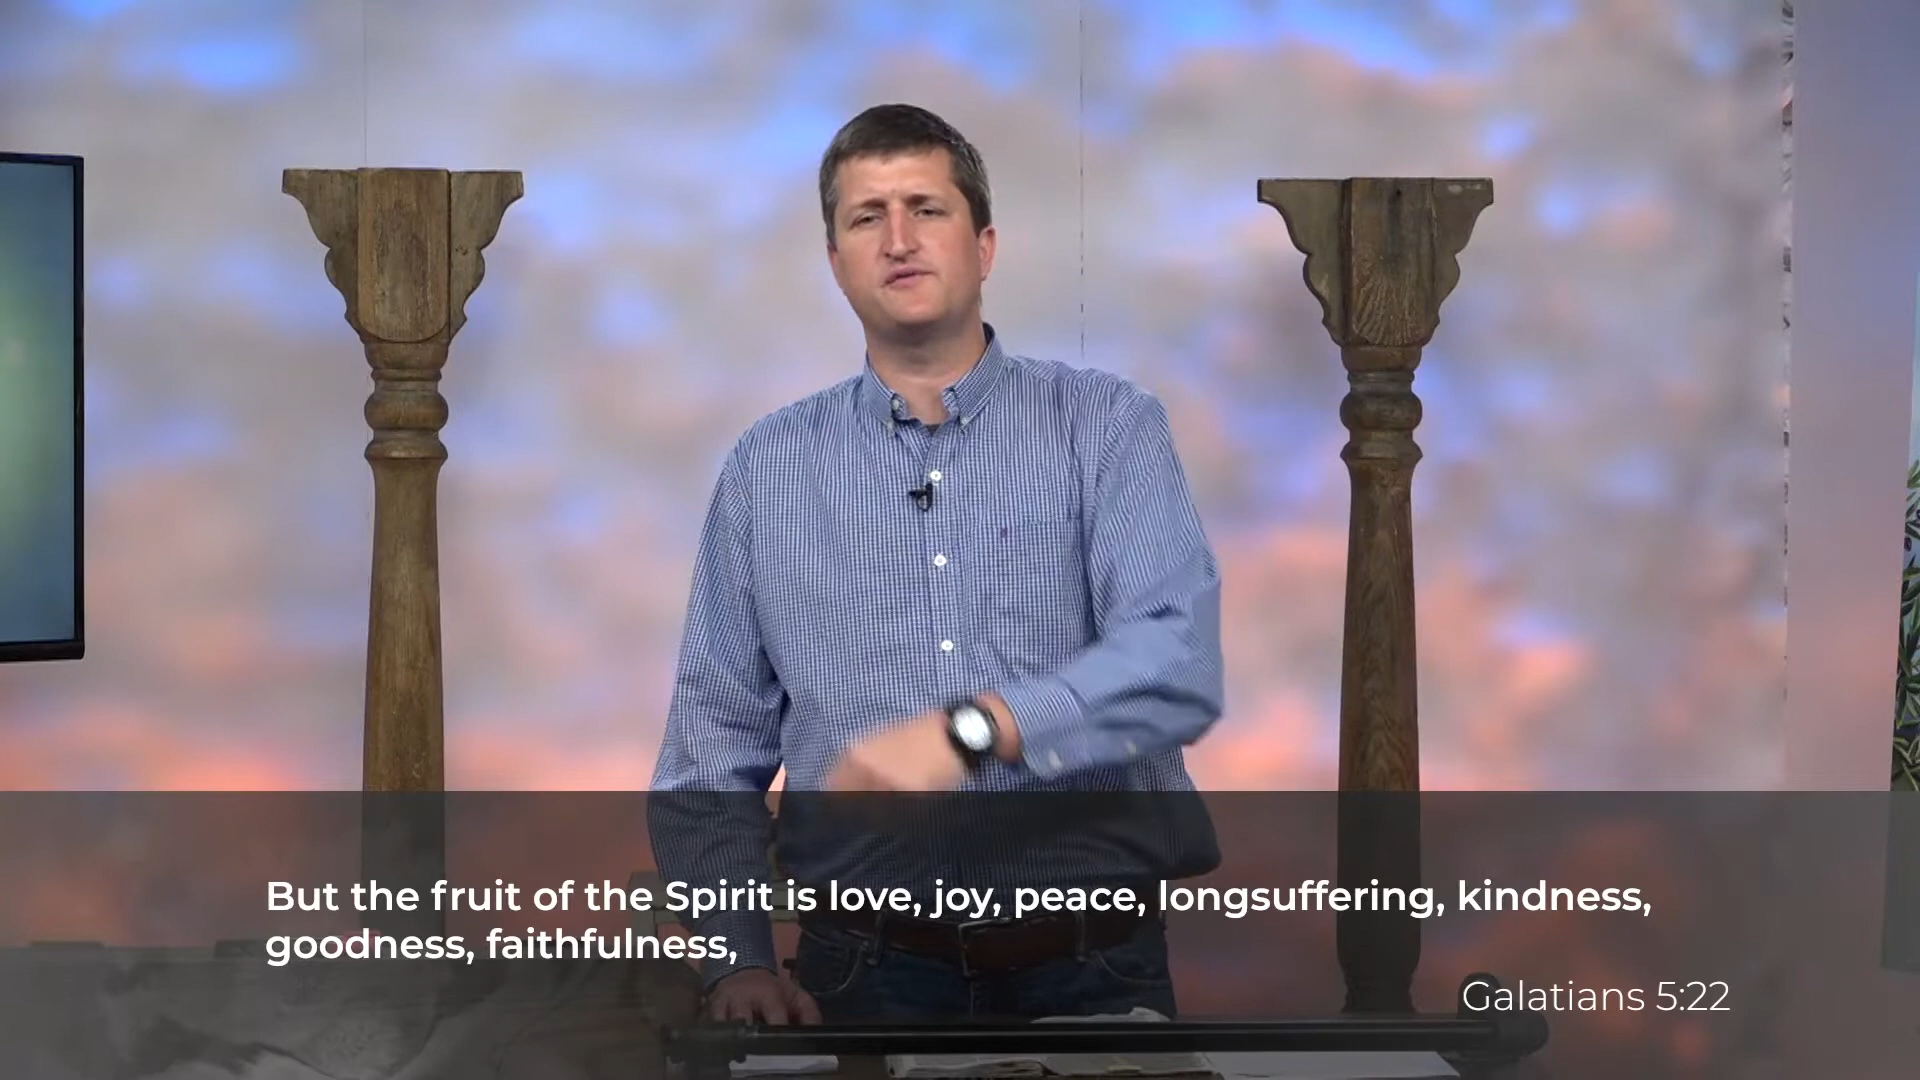 But the fruit of the Spirit is love, joy, peace, longsuffering, kindness,
goodness, faithfulness,
Galatians 5:22